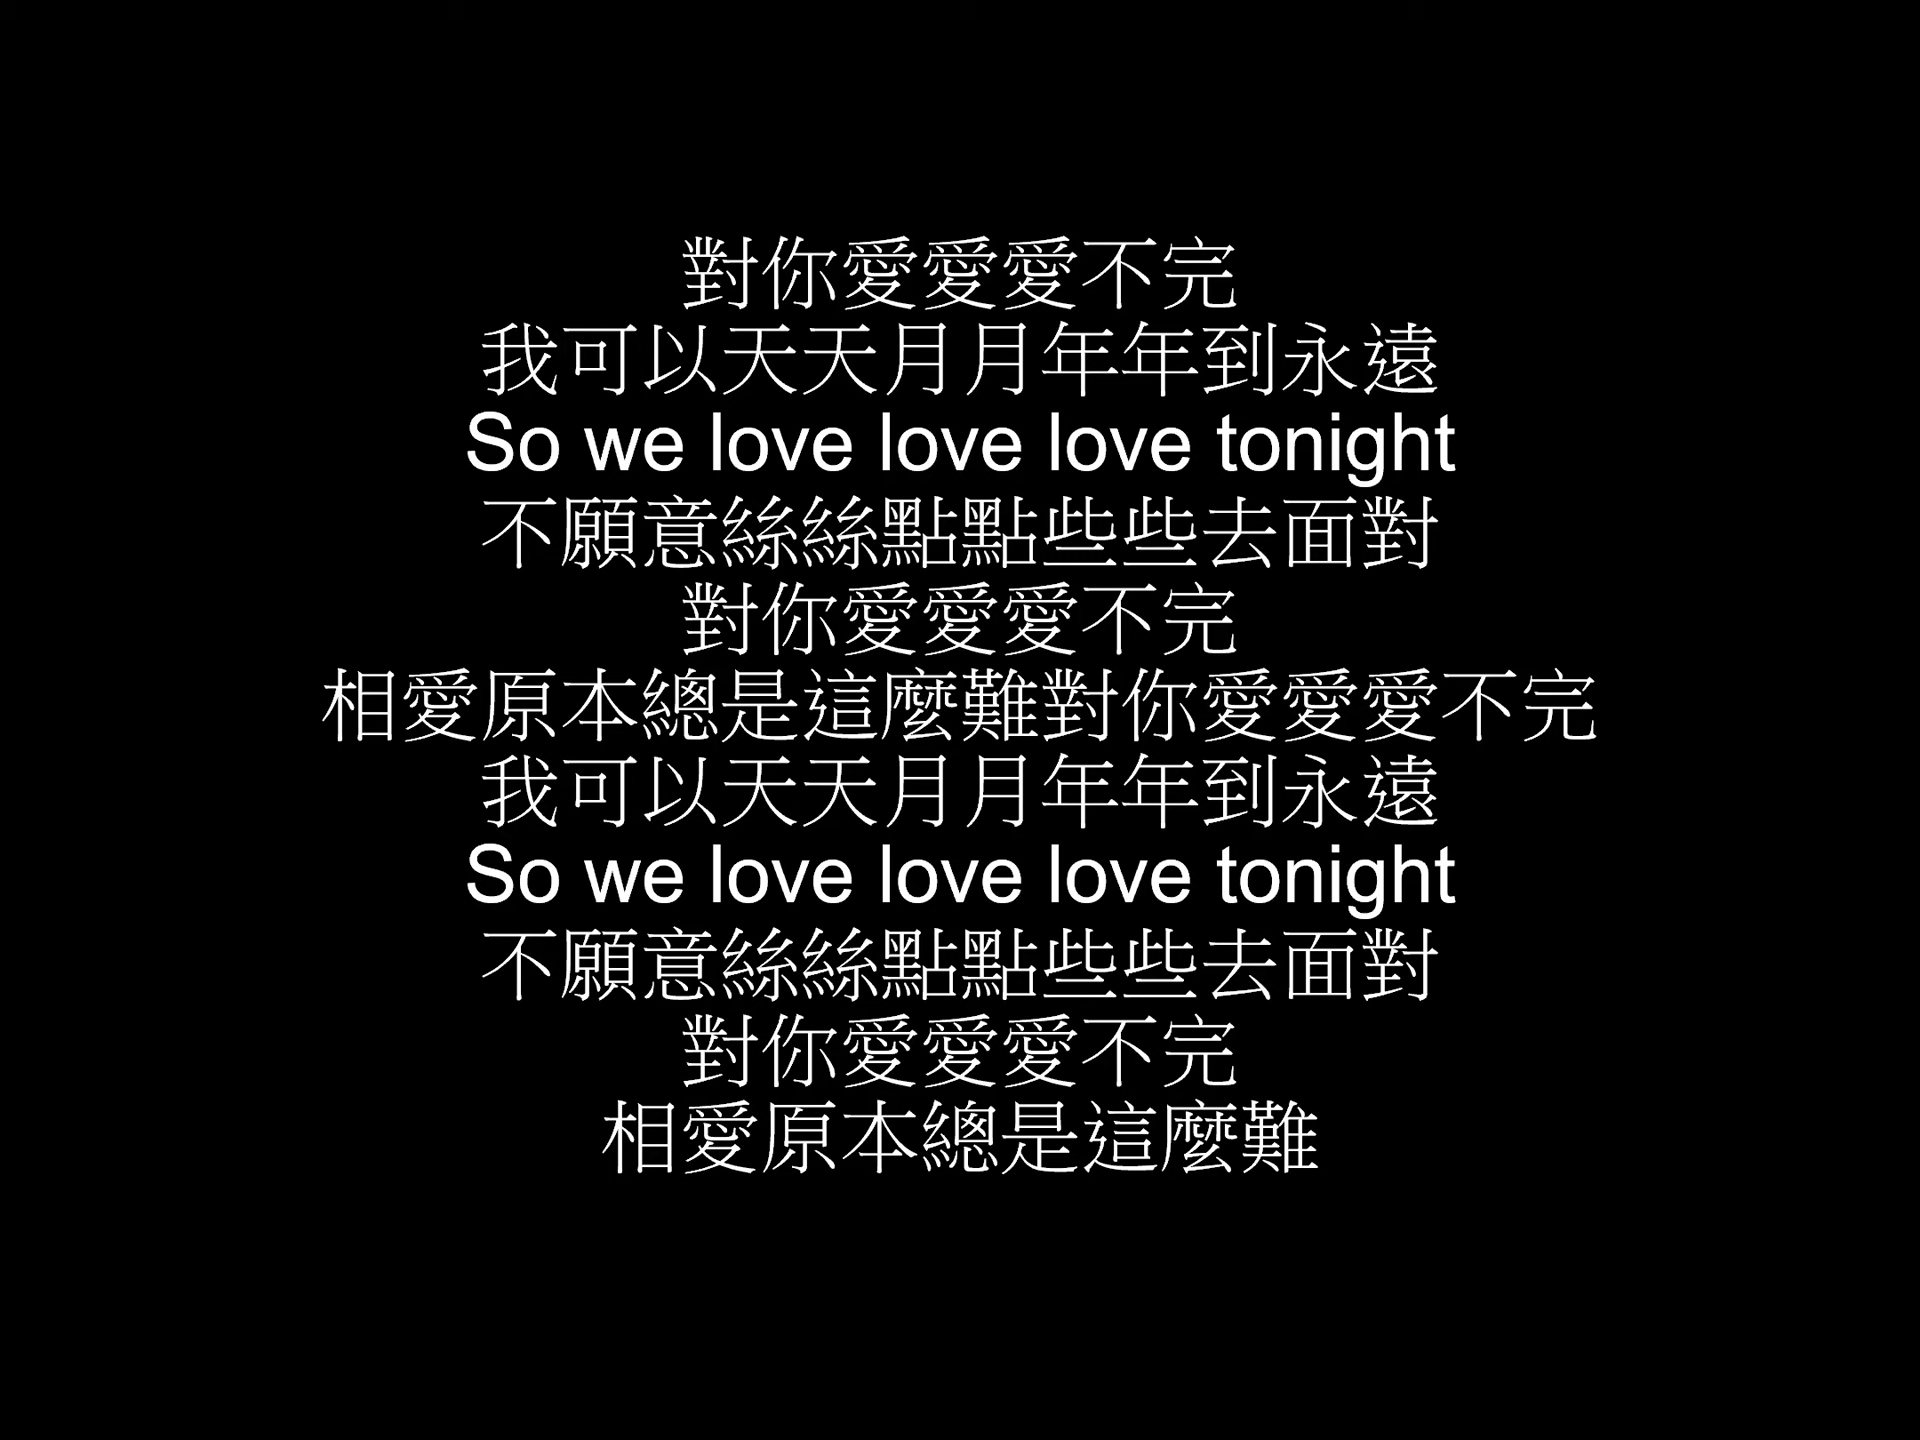 對你愛愛愛不完
我可以天天月月年年到永遠
So we love love love tonight
不願意絲絲點點些些去面對
對你愛愛愛不完
相愛原本總是這麼難對你愛愛愛不完
我可以天天月月年年到永遠
So we love love love tonight
不願意絲絲點點些些去面對
對你愛愛愛不完
相愛原本總是這麼難